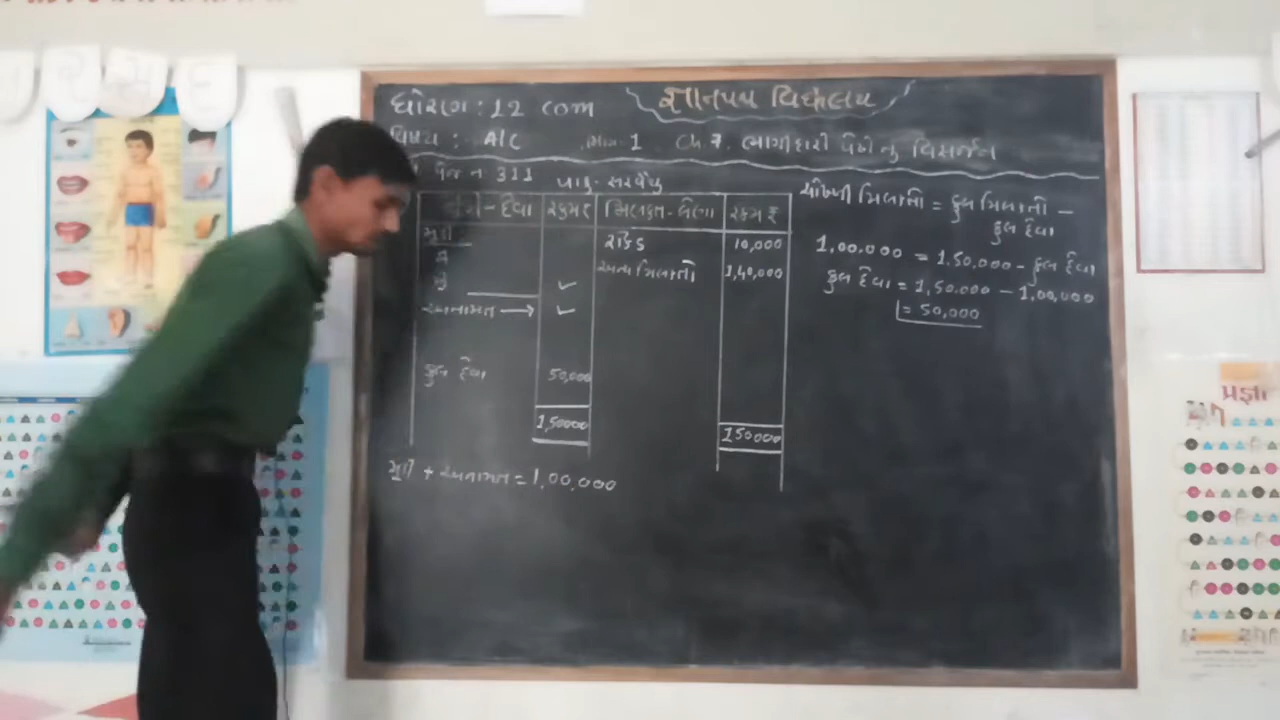 ધોરણ : 12 com
જ્ઞાનપથ વિદ્યાલય
વિષય : A/C ભાગ-1 Ch 7. ભાગીદારી પેઢીનું વિસર્જન
પેજ ન 311
પાકુ-સરવૈયુ
દેવા રકમ ₹ મિલકત-લેણા રકમ ₹
મૂડી રોકડ 10,000
અન્ય મિલકતો 1,40,000
અ
બ ✓
અનામત → ✓
કુલ દેવા 50,000
1,50000 150000
મૂડી + અનામત = 1,00,000
ચોખ્ખી મિલકતો = કુલ મિલકતો -
કુલ દેવા
1,00,000 = 1,50,000 - કુલ દેવા
કુલ દેવા = 1,50,000 - 1,00,000
= 50,000
પ્રજ્ઞા